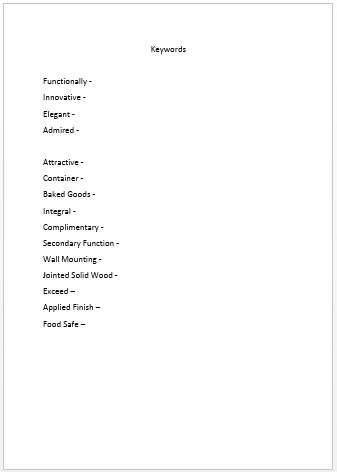 Keywords
Functionally -
Innovative -
Elegant -
Admired -
Attractive -
Container -
Baked Goods -
Integral -
Complimentary -
Secondary Function -
Wall Mounting -
Jointed Solid Wood -
Exceed –
Applied Finish –
Food Safe –